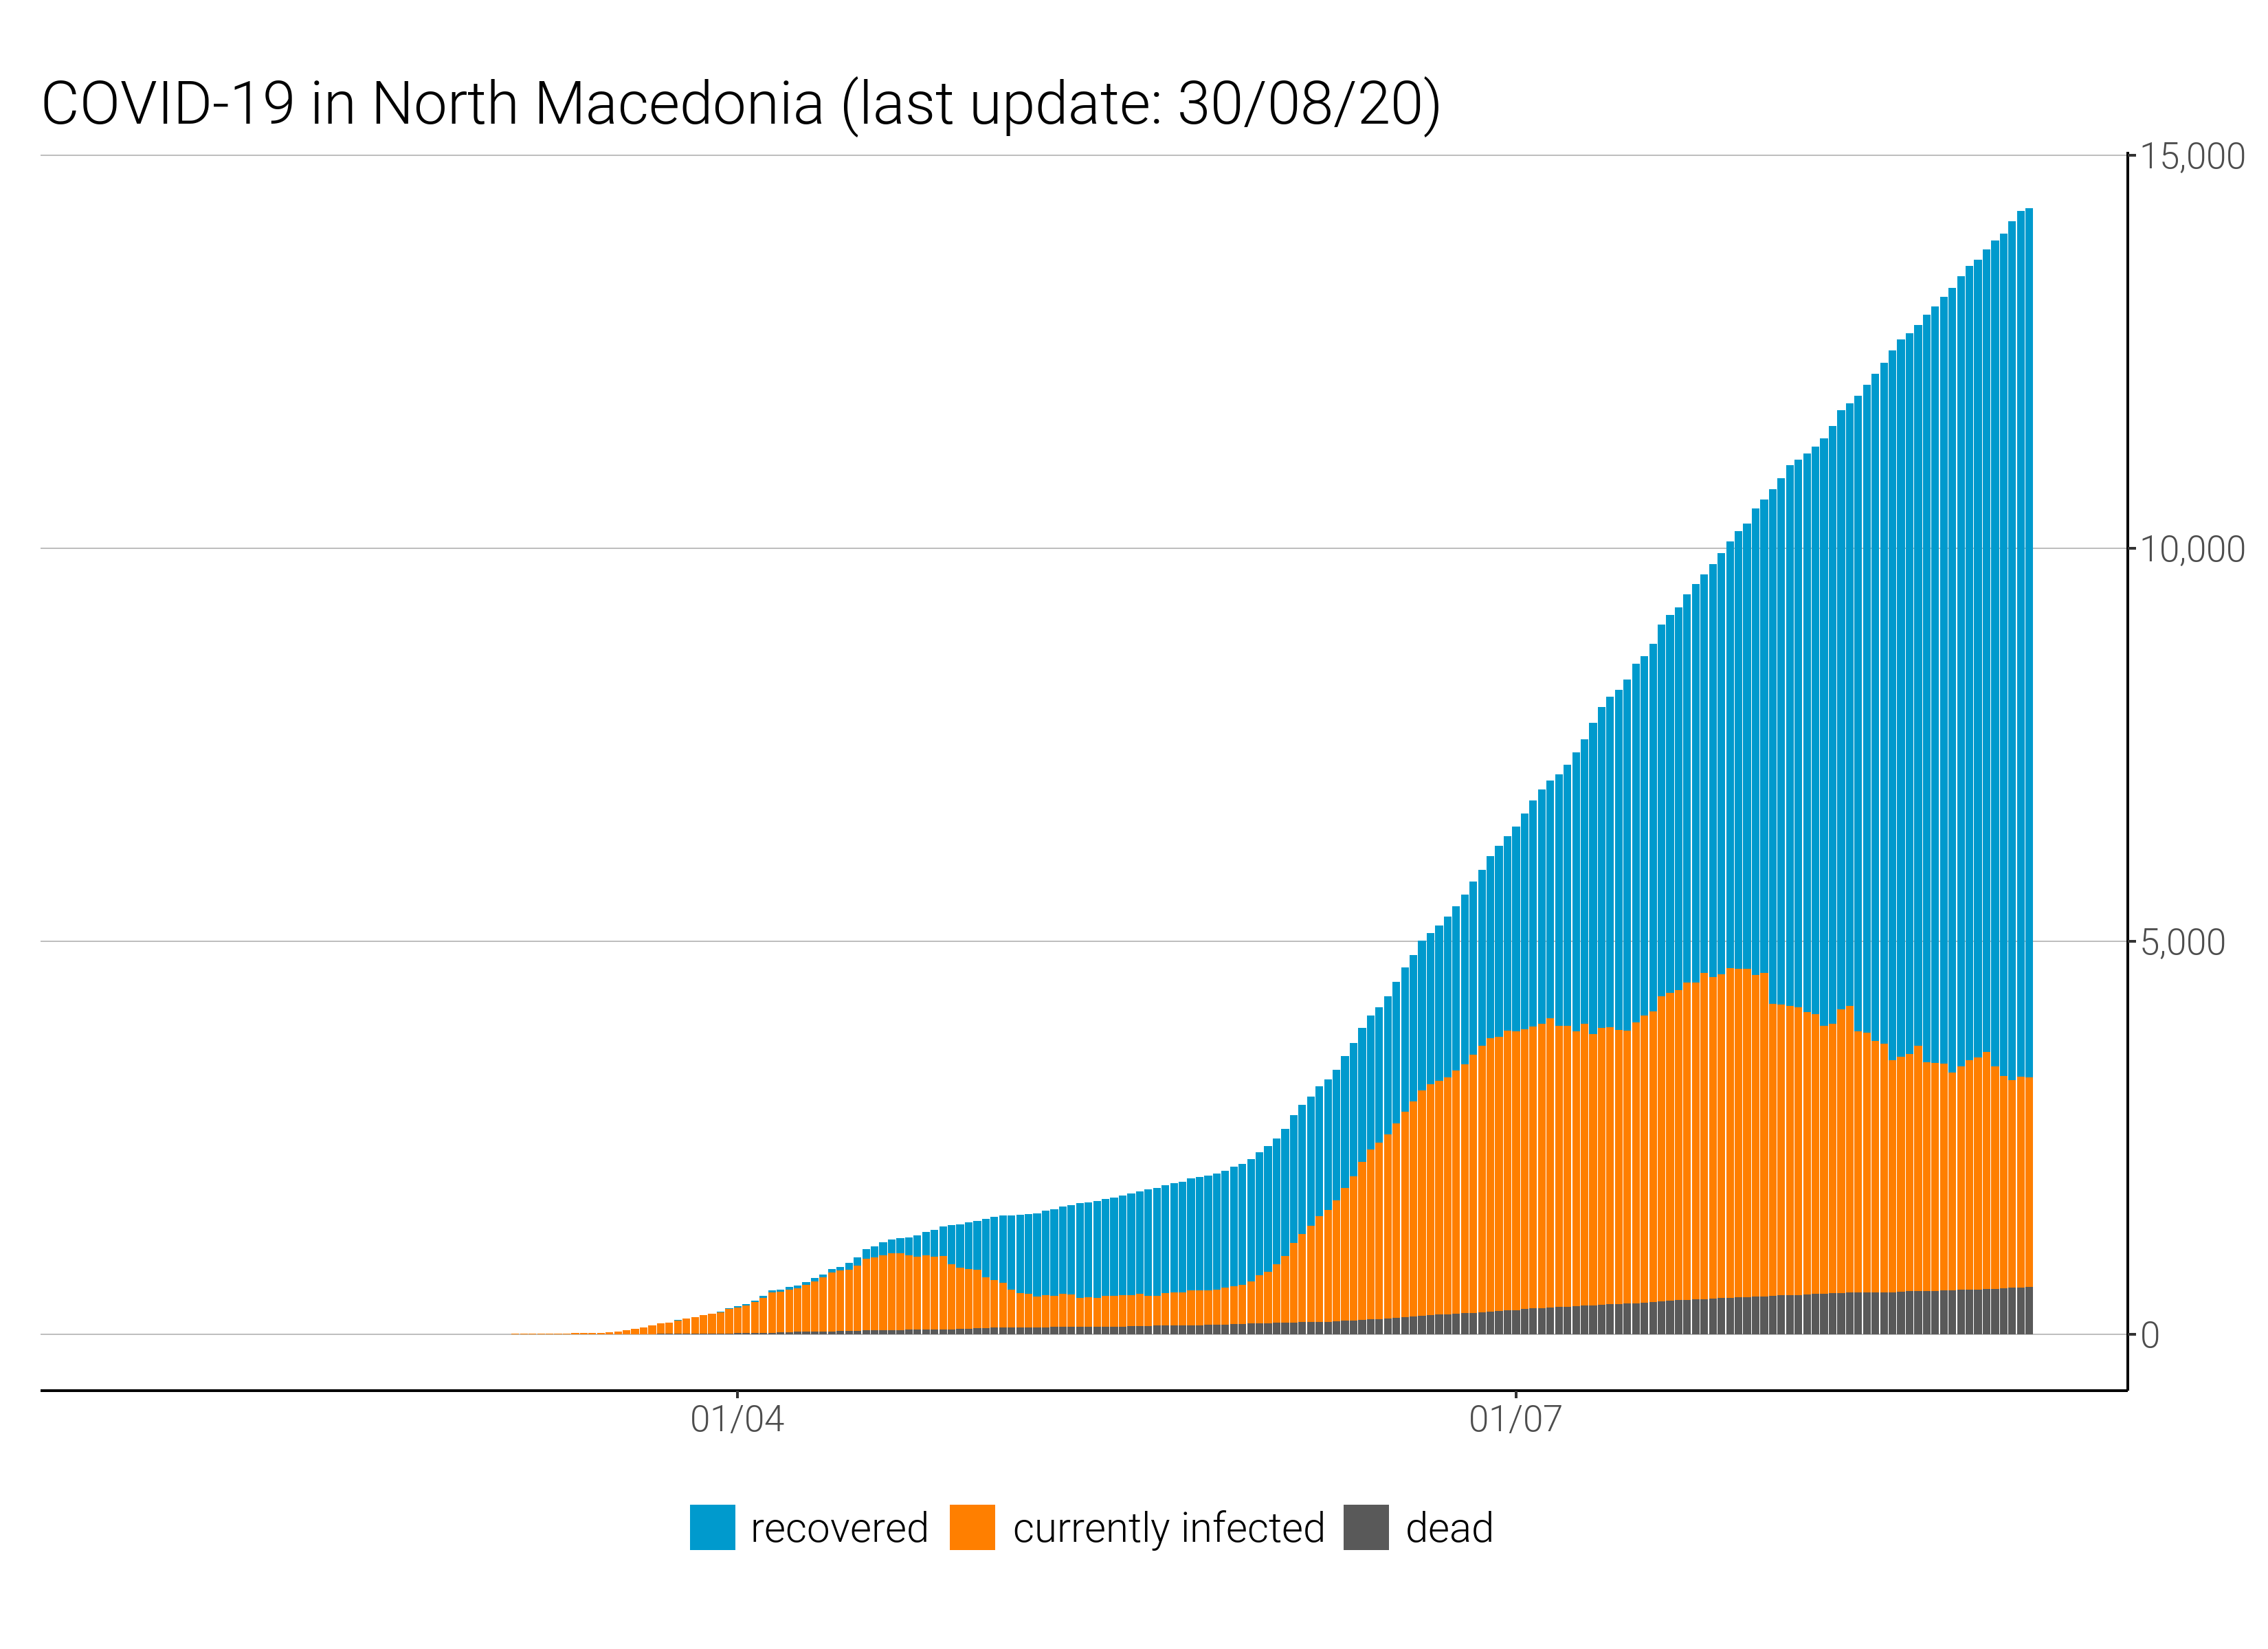 COVID-19 in North Macedonia (last update: 30/08/20)
15,000
10,000
5,000
0
01/04 01/07
recovered currently infected dead